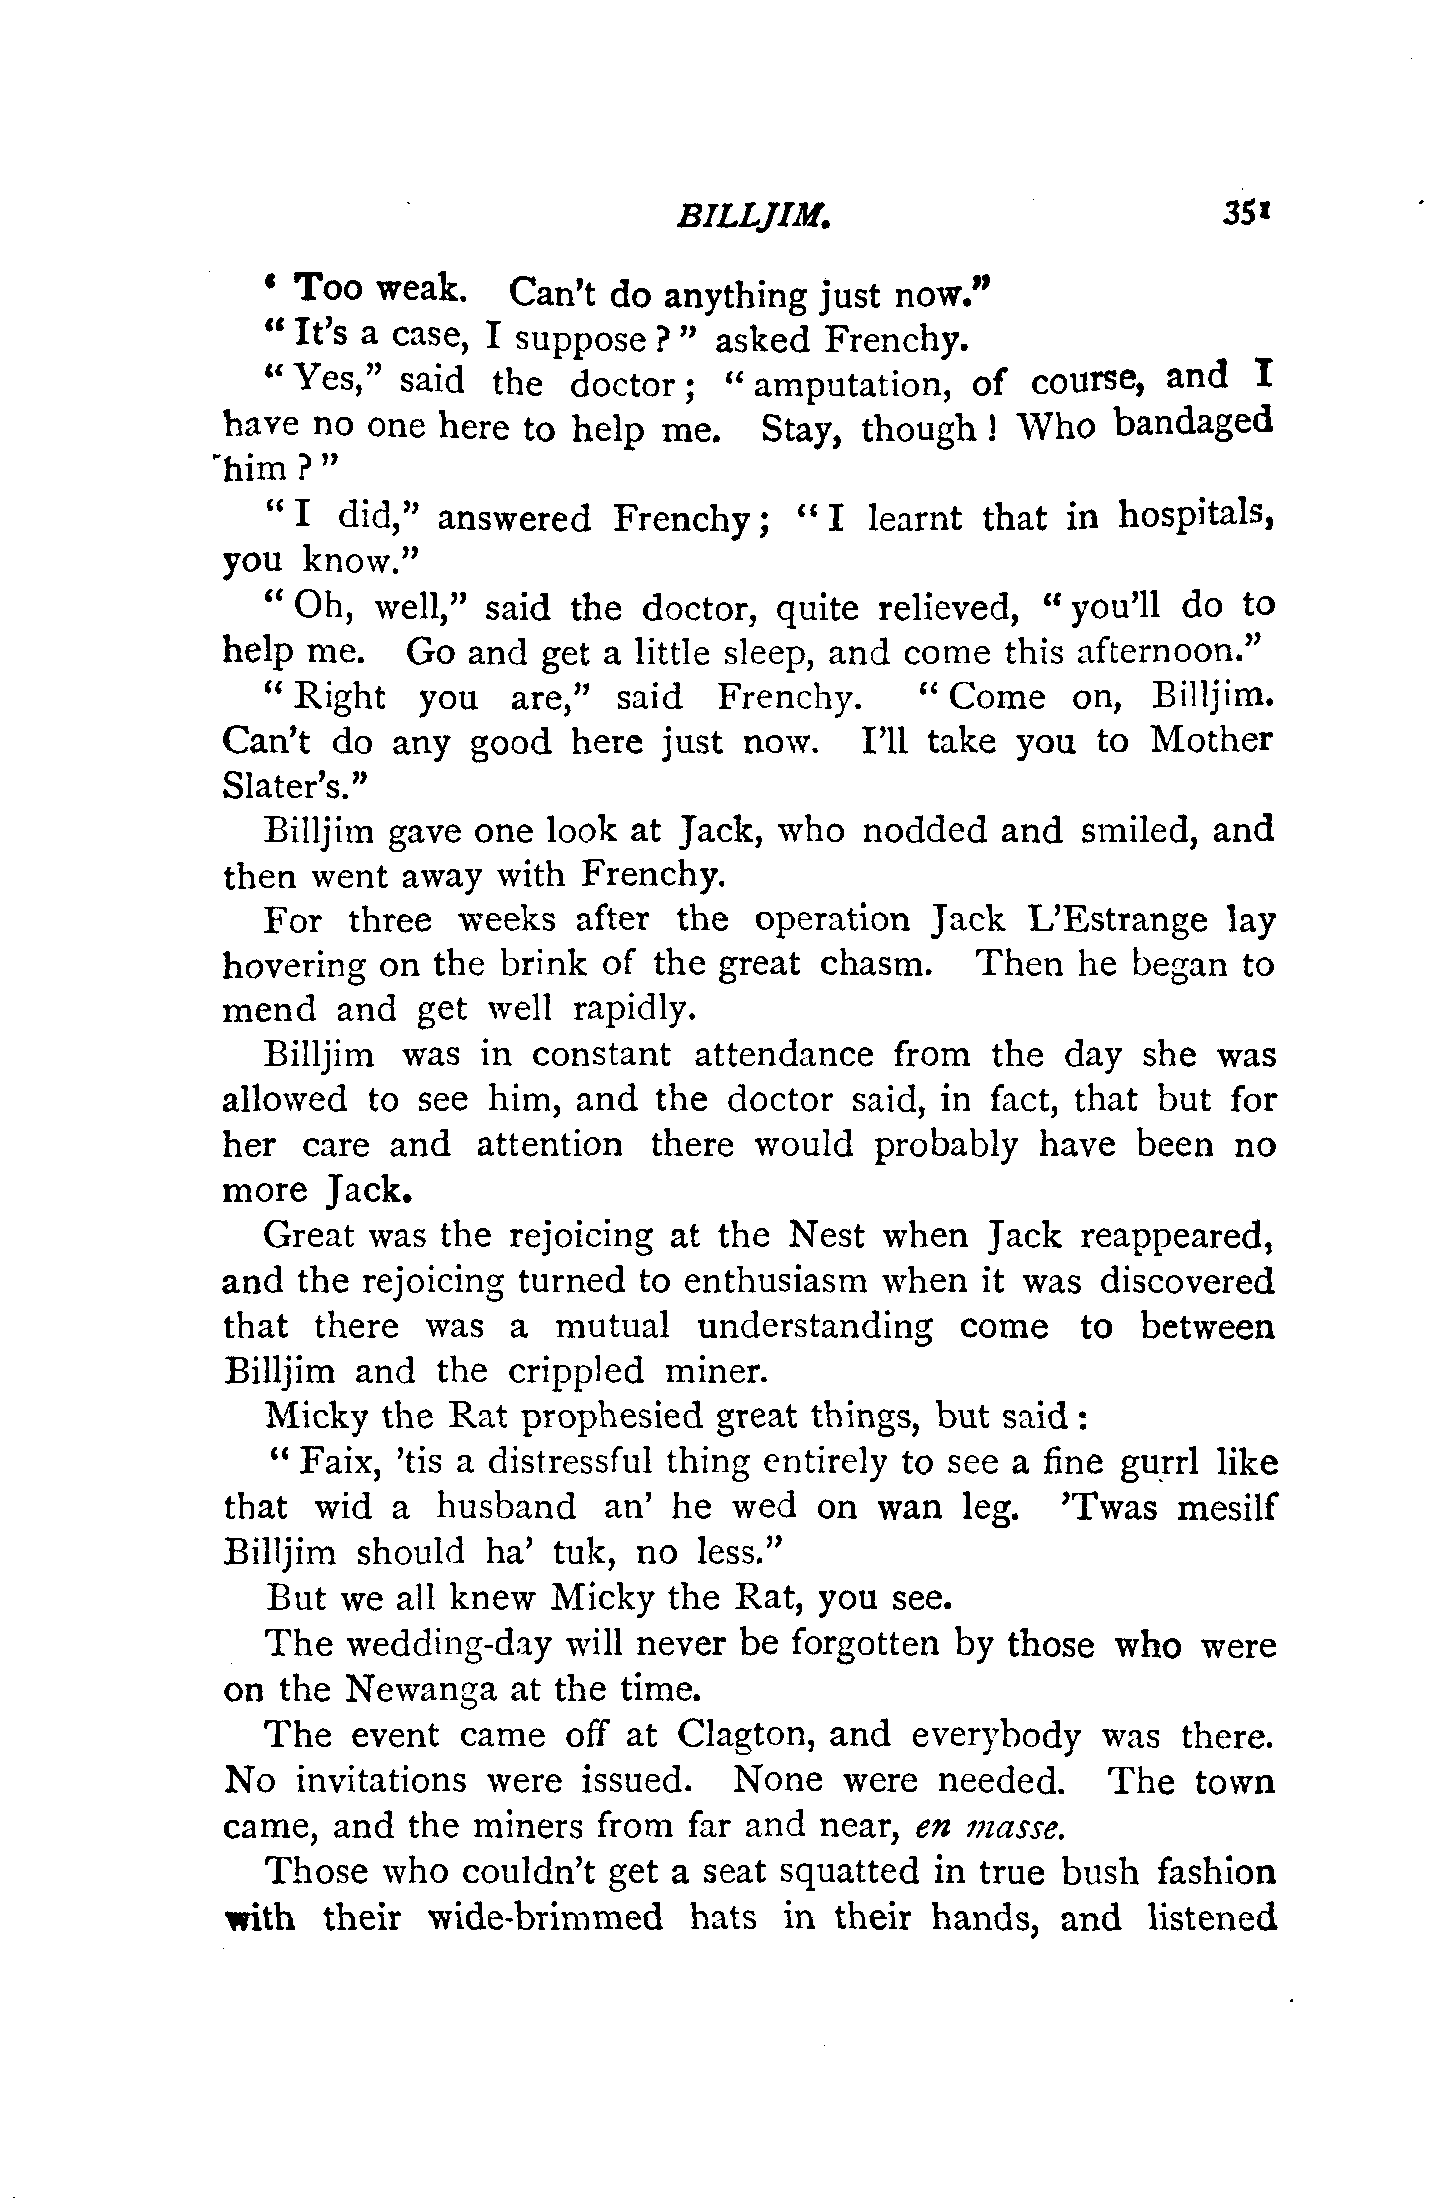 BILLJIM. 351
‘ Too weak. Can't do anything just now."
" It's a case, I suppose ? " asked Frenchy.
" Yes," said the doctor ; " amputation, of course, and I
have no one here to help me. Stay, though ! Who bandaged
him ? "
" I did," answered Frenchy ; " I learnt that in hospitals,
you know."
" Oh, well," said the doctor, quite relieved, " you'll do to
help me. Go and get a little sleep, and come this afternoon."
" Right you are," said Frenchy. " Come on, Billjim.
Can't do any good here just now. I'll take you to Mother
Slater's."
Billjim gave one look at Jack, who nodded and smiled, and
then went away with Frenchy.
For three weeks after the operation Jack L'Estrange lay
hovering on the brink of the great chasm. Then he began to
mend and get well rapidly.
Billjim was in constant attendance from the day she was
allowed to see him, and the doctor said, in fact, that but for
her care and attention there would probably have been no
more Jack.
Great was the rejoicing at the Nest when Jack reappeared,
and the rejoicing turned to enthusiasm when it was discovered
that there was a mutual understanding come to between
Billjim and the crippled miner.
Micky the Rat prophesied great things, but said :
" Faix, 'tis a distressful thing entirely to see a fine gurrl like
that wid a husband an' he wed on wan leg. 'Twas mesilf
Billjim should ha' tuk, no less."
But we all knew Micky the Rat, you see.
The wedding-day will never be forgotten by those who were
on the Newanga at the time.
The event came off at Clagton, and everybody was there.
No invitations were issued. None were needed. The town
came, and the miners from far and near, en masse.
Those who couldn't get a seat squatted in true bush fashion
with their wide-brimmed hats in their hands, and listened